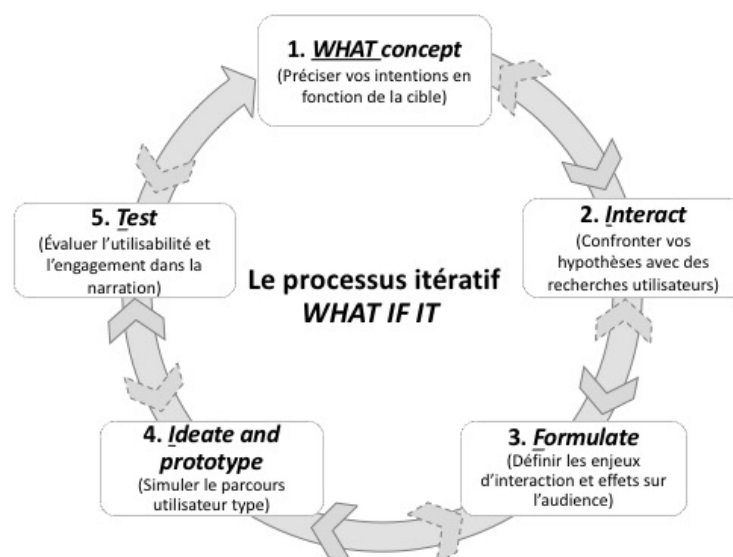 1. WHAT concept
(Préciser vos intentions en
fonction de la cible)
2. Interact
(Confronter vos
hypothèses avec des
recherches utilisateurs)
3. Formulate
(Définir les enjeux
d'interaction et effets sur
l'audience)
4. Ideate and
prototype
(Simuler le parcours
utilisateur type)
5. Test
(Évaluer l'utilisabilité et
l'engagement dans la
narration)
Le processus itératif
WHAT IF IT